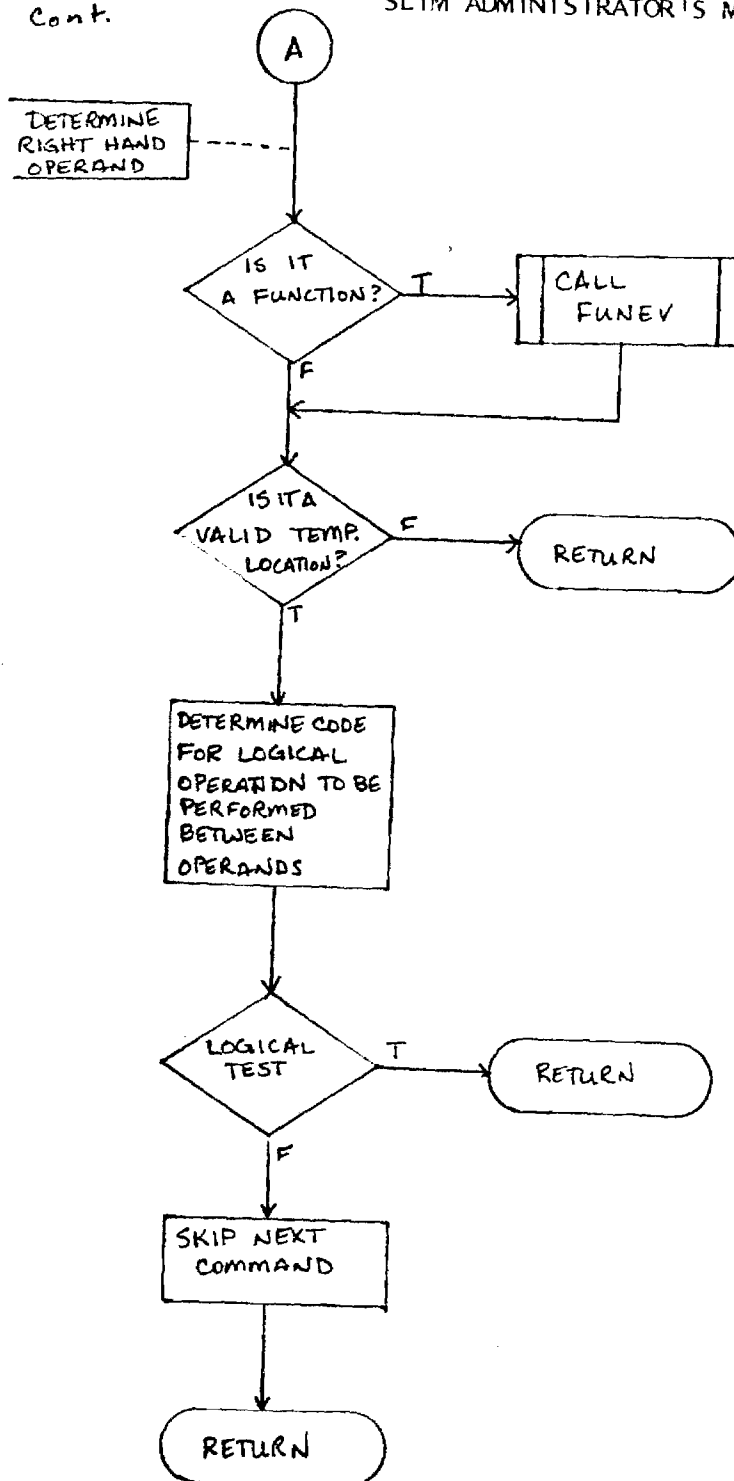 Cont.
SLIM ADMINISTRATOR'S
A
DETERMINE
RIGHT HAND
OPERAND
IS IT
A FUNCTION?
T
CALL
FUNEV
F
IS IT A
VALID TEMP.
LOCATION?
F
RETURN
T
DETERMINE CODE
FOR LOGICAL
OPERATION TO BE
PERFORMED
BETWEEN
OPERANDS
LOGICAL
TEST
T
RETURN
F
SKIP NEXT
COMMAND
RETURN